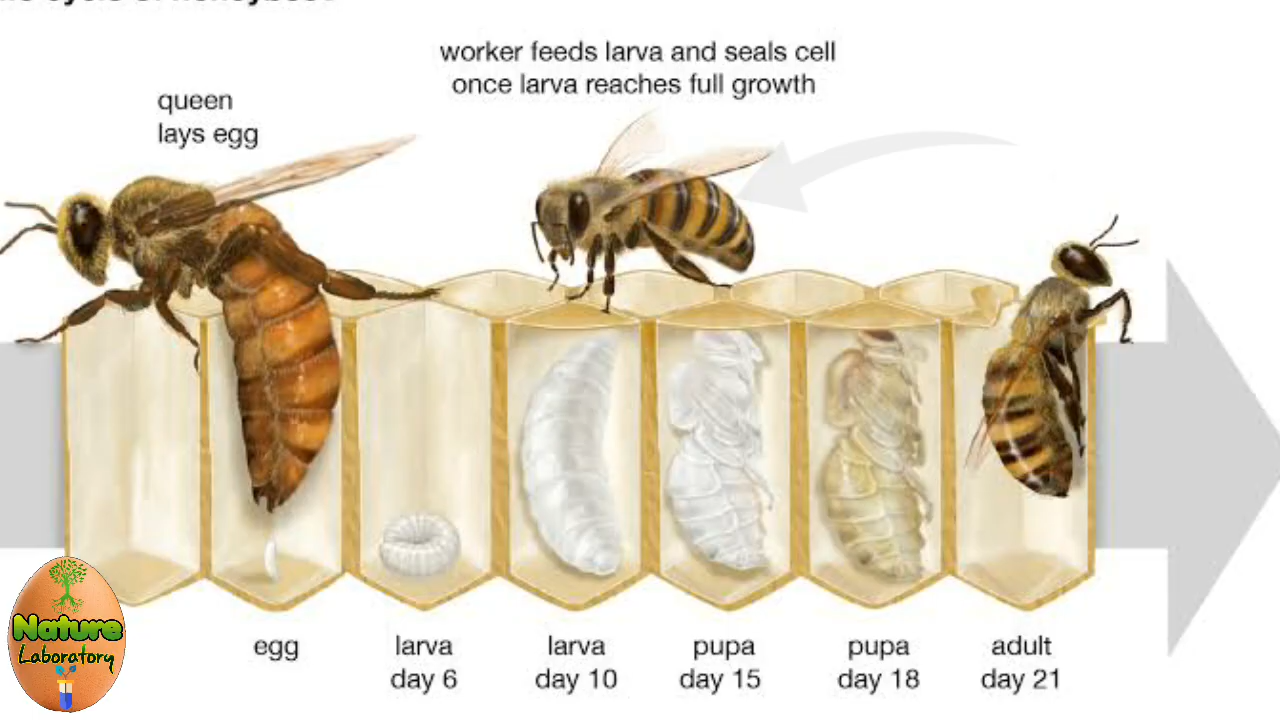 queen
lays egg
worker feeds larva and seals cell
once larva reaches full growth
egg
larva
day 6
larva
day 10
pupa
day 15
pupa
day 18
adult
day 21
Nature
Laboratory